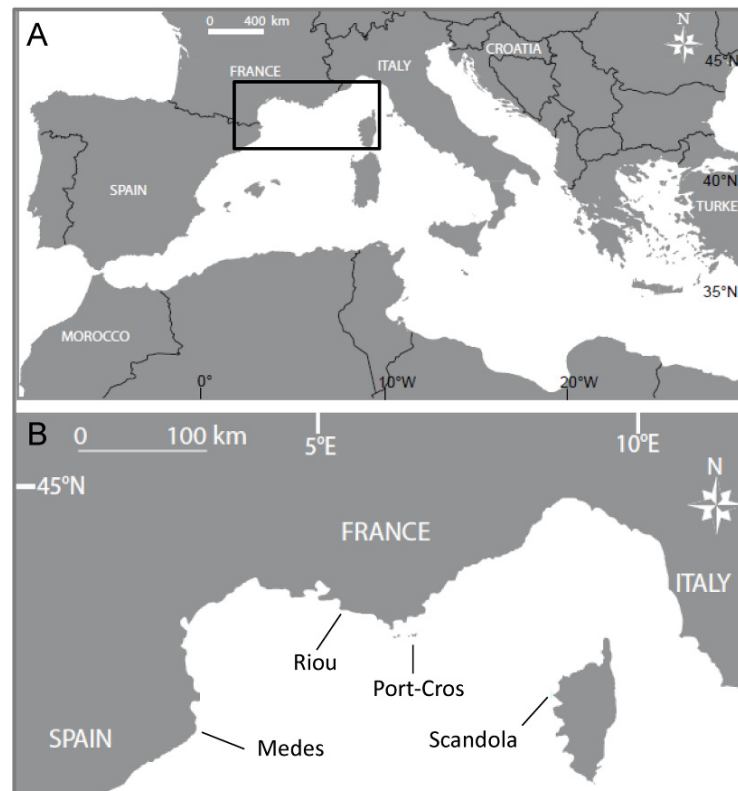 A
0 400 km
N
CROATIA
45°N
FRANCE
ITALY
40°N
SPAIN
TURKE
35°N
MOROCCO
0°
10°W
20°W
B
0 100 km
5°E
10°E
45°N
N
FRANCE
ITALY
Riou
Port-Cros
Scandola
SPAIN
Medes